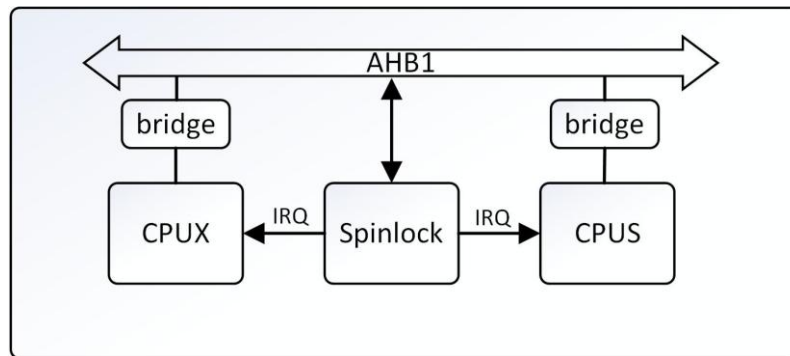 AHB1
bridge
bridge
CPUX
IRQ
Spinlock
IRQ
CPUS